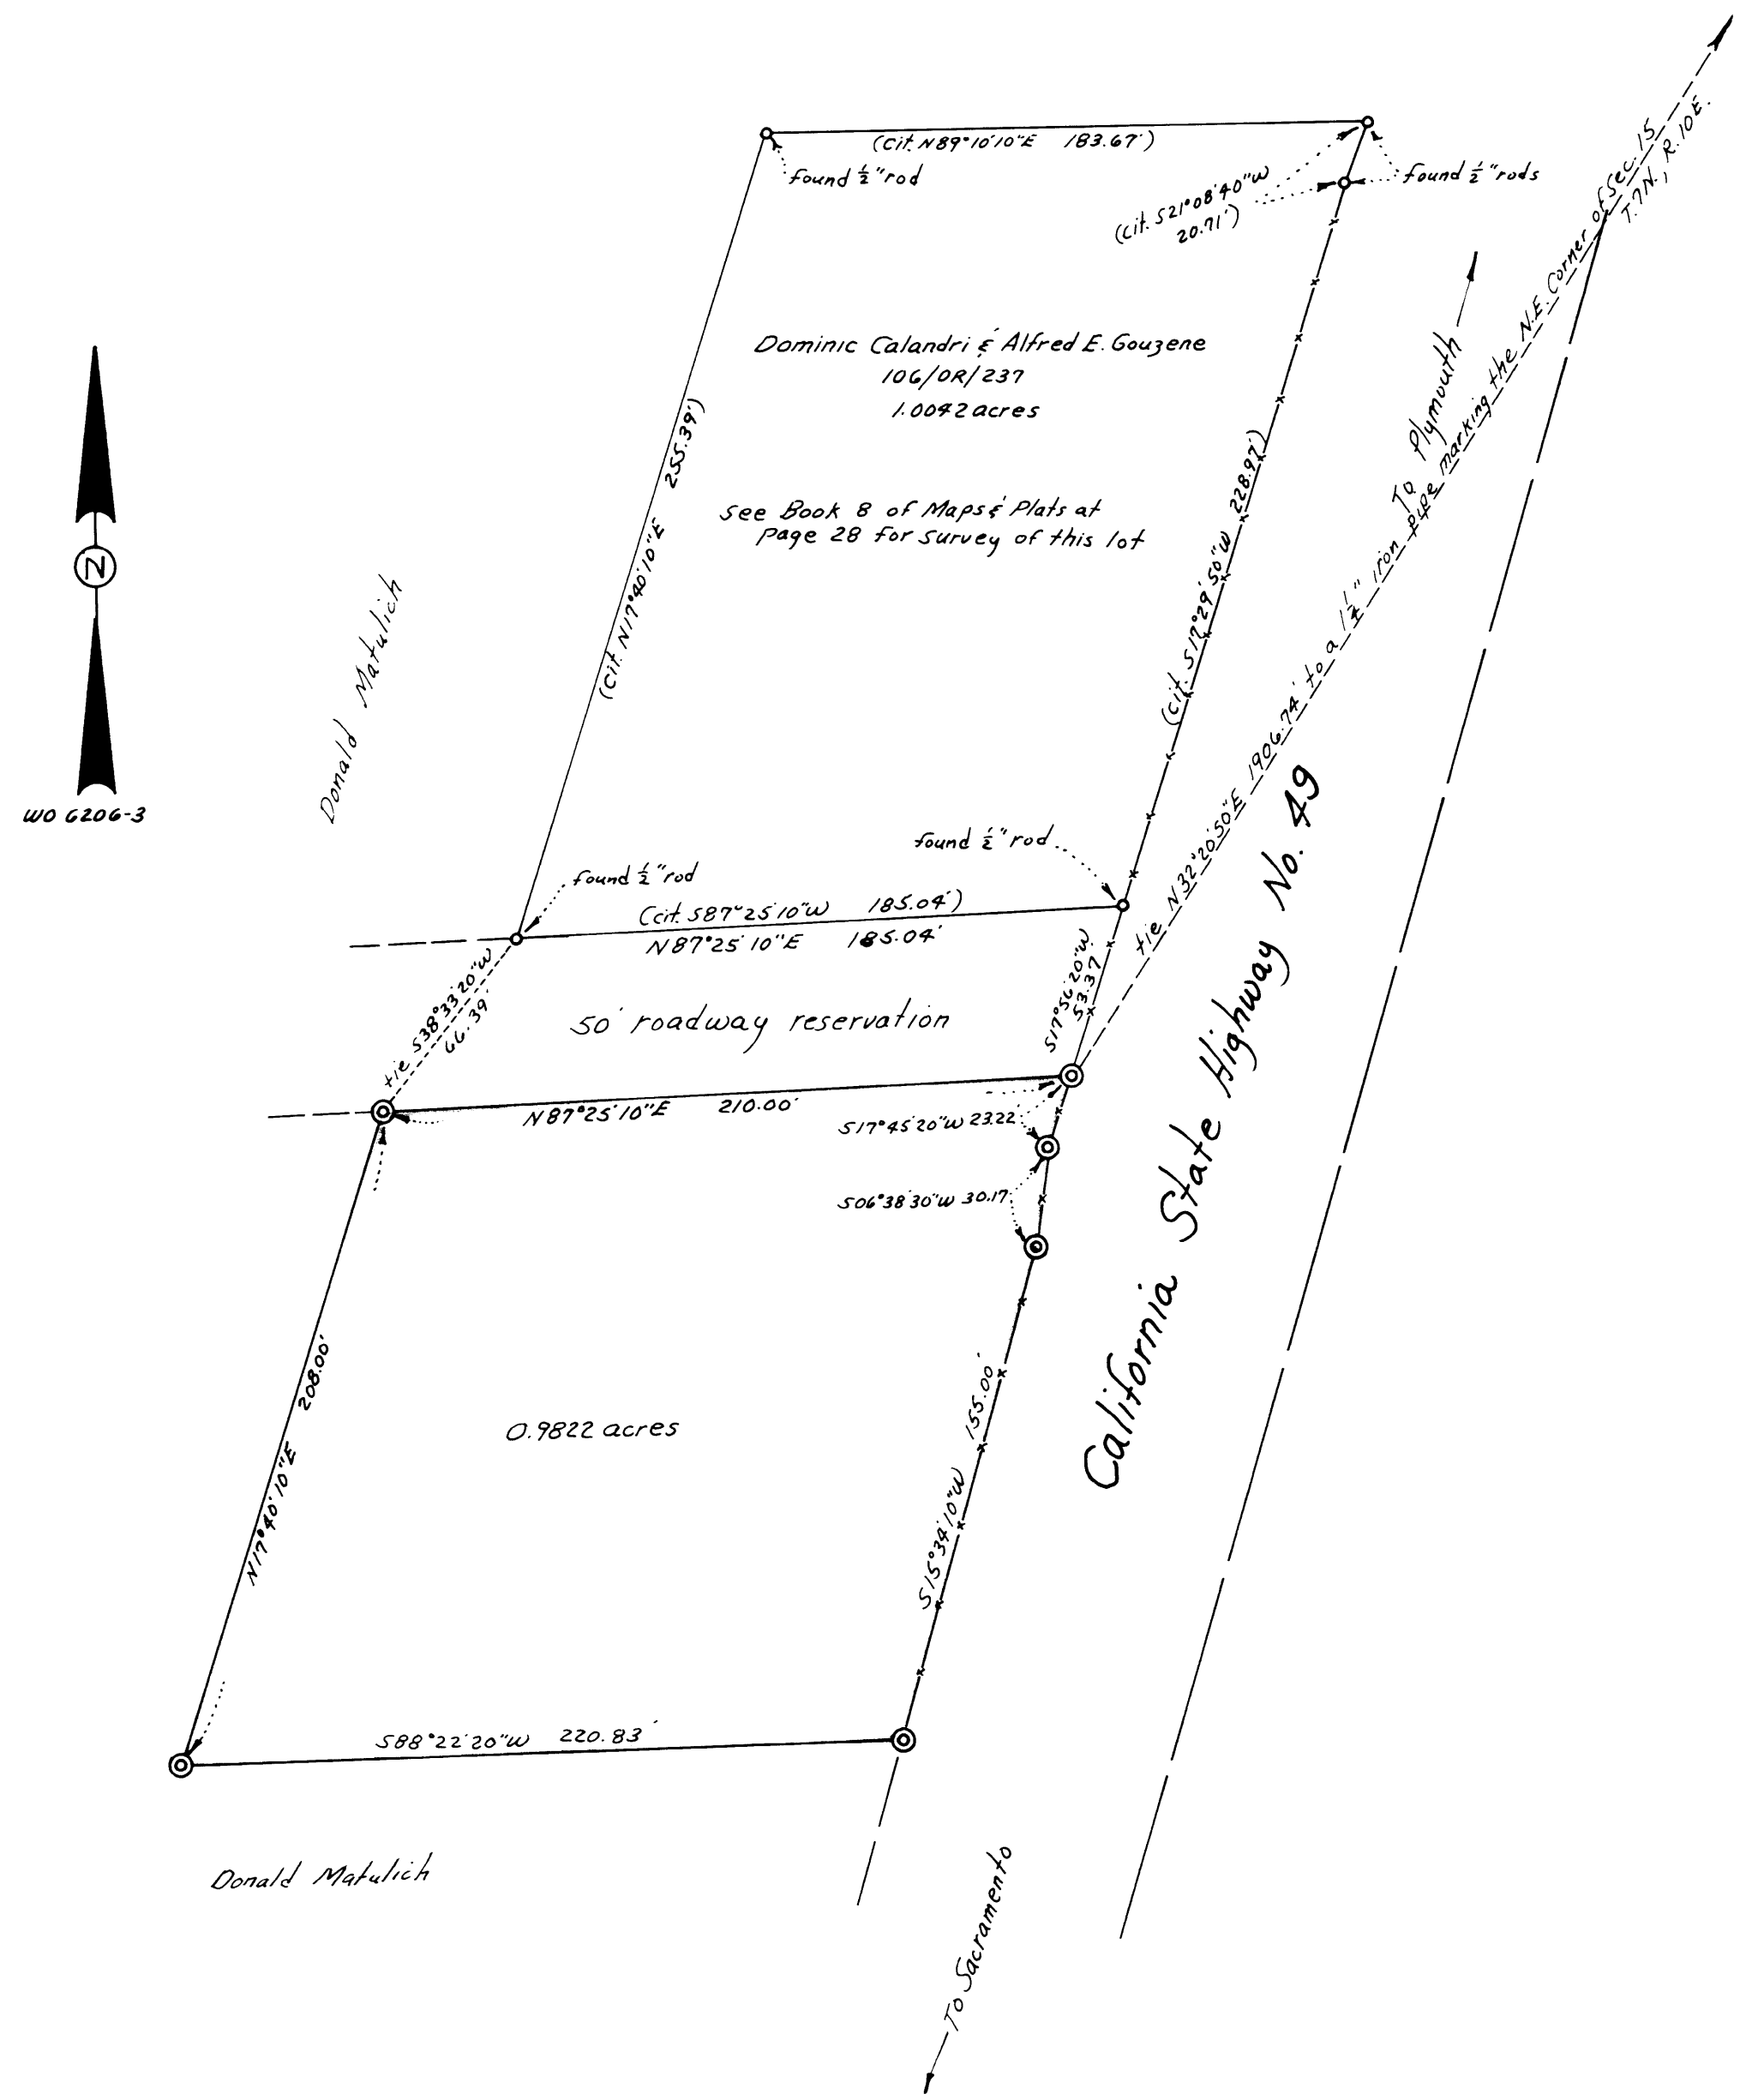 (cit. N89°10'10"E 183.67')
found ½" rod
(cit. S21°08'40"W
20.71')
found ½" rods
Dominic Calandri & Alfred E. Gouzene
106/OR/237
1.0042 acres
see Book 8 of Maps & Plats at
page 28 for survey of this lot
(cit. N17°40'10"E 255.39')
(cit. S17°29'50"W 228.97')
Donald Matulich
N
WO 6206-3
To Plymouth
tie N32°20'50"E 1906.74' to a 1½" iron pipe marking the N.E. Corner of Sec. 15
T.7N., R.10E.
found ½" rod
found ½" rod
(cit. S87°25'10"W 185.04')
N87°25'10"E 185.04'
tie S38°33'20"W
66.39'
50' roadway reservation
S17°56'20"W
53.37
N87°25'10"E 210.00'
S17°45'20"W 23.22
S06°38'30"W 30.17
California State Highway No. 49
N17°40'10"E 208.00'
0.9822 acres
S15°34'10"W 155.00'
S88°22'20"W 220.83'
Donald Matulich
To Sacramento